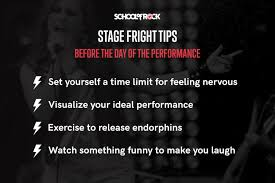 SCHOOL OF ROCK
STAGE FRIGHT TIPS
BEFORE THE DAY OF THE PERFORMANCE
Set yourself a time limit for feeling nervous
Visualize your ideal performance
Exercise to release endorphins
Watch something funny to make you laugh